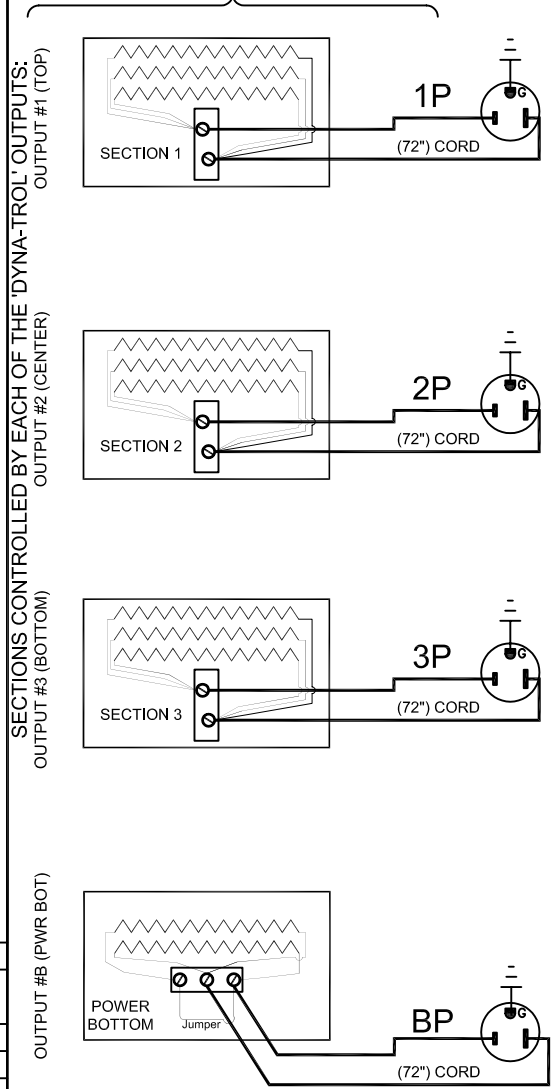 SECTIONS CONTROLLED BY EACH OF THE 'DYNA-TROL' OUTPUTS:
OUTPUT #1 (TOP)
SECTION 1
1P
(72") CORD
G
OUTPUT #2 (CENTER)
SECTION 2
2P
(72") CORD
G
OUTPUT #3 (BOTTOM)
SECTION 3
3P
(72") CORD
G
OUTPUT #B (PWR BOT)
POWER
BOTTOM
Jumper
BP
(72") CORD
G